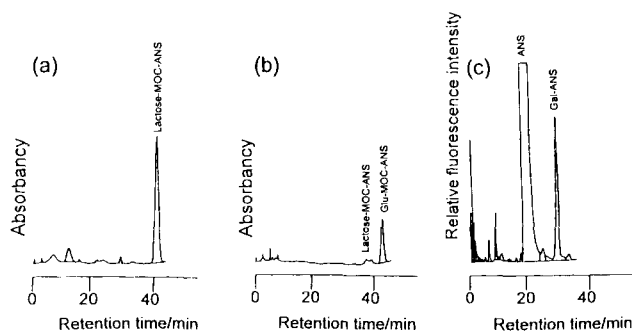 (a)
Absorbancy
Lactose-MOC-ANS
0 20 40
Retention time/min
(b)
Absorbancy
Lactose-MOC-ANS
Glu-MOC-ANS
0 20 40
Retention time/min
(c)
Relative fluorescence intensity
ANS
Gal-ANS
0 20 40
Retention time/min